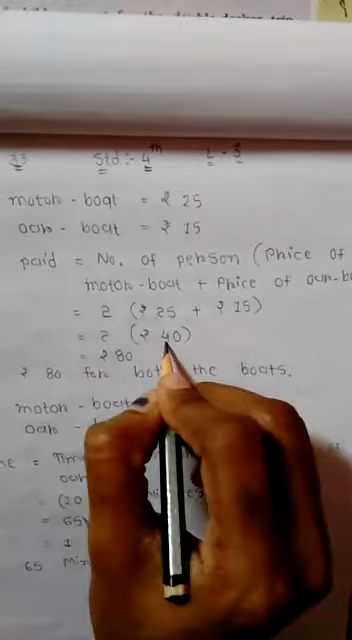 33 Std:- 4th L - 3
motor - boat = ₹ 25
oar - boat = ₹ 15
paid = No. of person (Price of
motor-boat + Price of oar-b
= 2 (₹ 25 + ₹ 15)
= 2 (₹ 40)
= ₹ 80
₹ 80 for both the boats.
motor - boat
oar -
= (20
= 65
= 1
65 Min